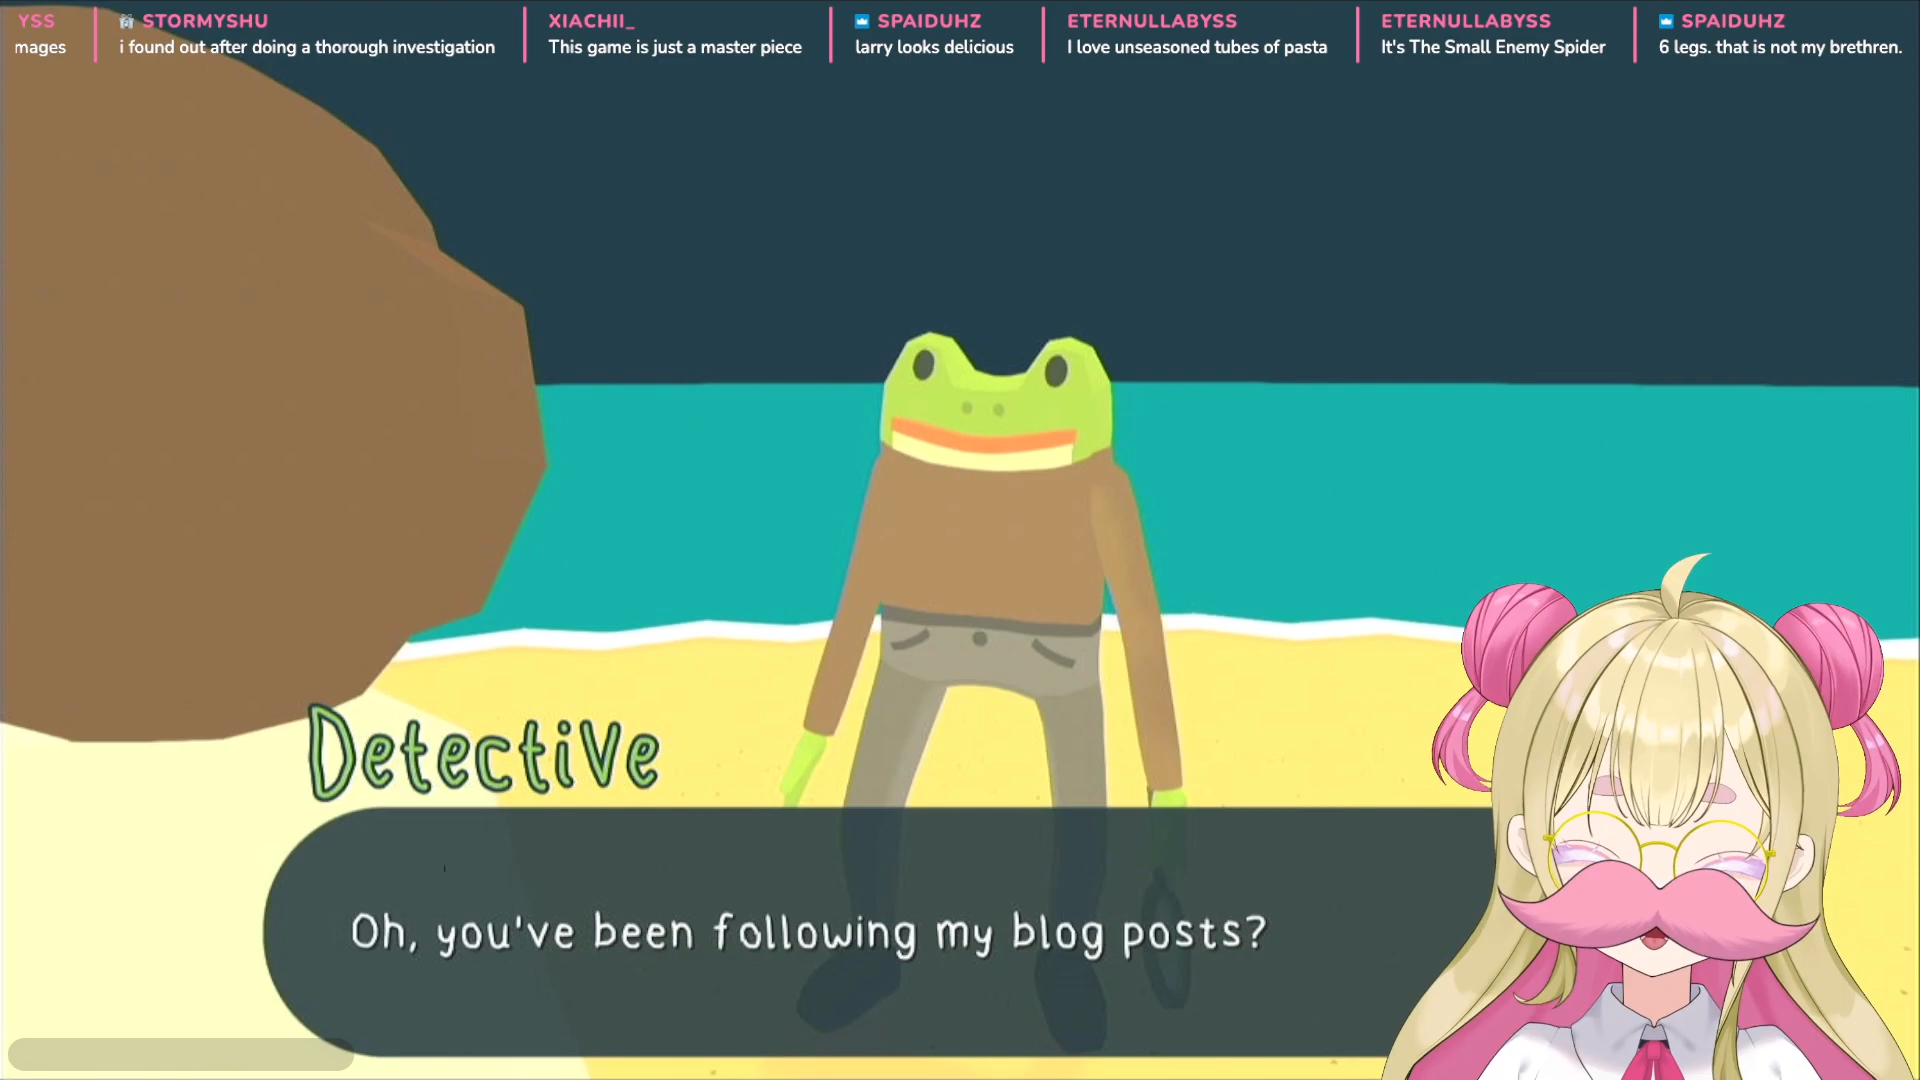 YSS
mages
STORMYSHU
i found out after doing a thorough investigation
XIACHII_
This game is just a master piece
SPAIDUHZ
larry looks delicious
ETERNULLABYSS
I love unseasoned tubes of pasta
ETERNULLABYSS
It's The Small Enemy Spider
SPAIDUHZ
6 legs. that is not my brethren.
Detective
Oh, you've been following my blog posts?